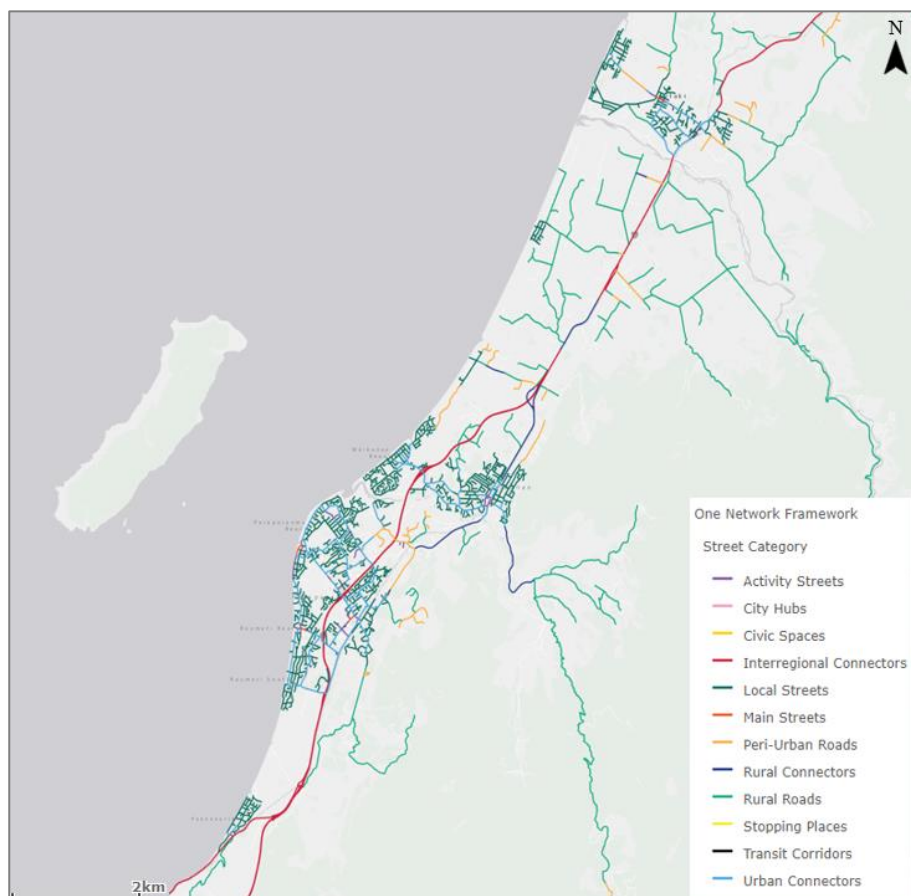 N
One Network Framework
Street Category
Activity Streets
City Hubs
Civic Spaces
Interregional Connectors
Local Streets
Main Streets
Peri-Urban Roads
Rural Connectors
Rural Roads
Stopping Places
Transit Corridors
Urban Connectors
2km